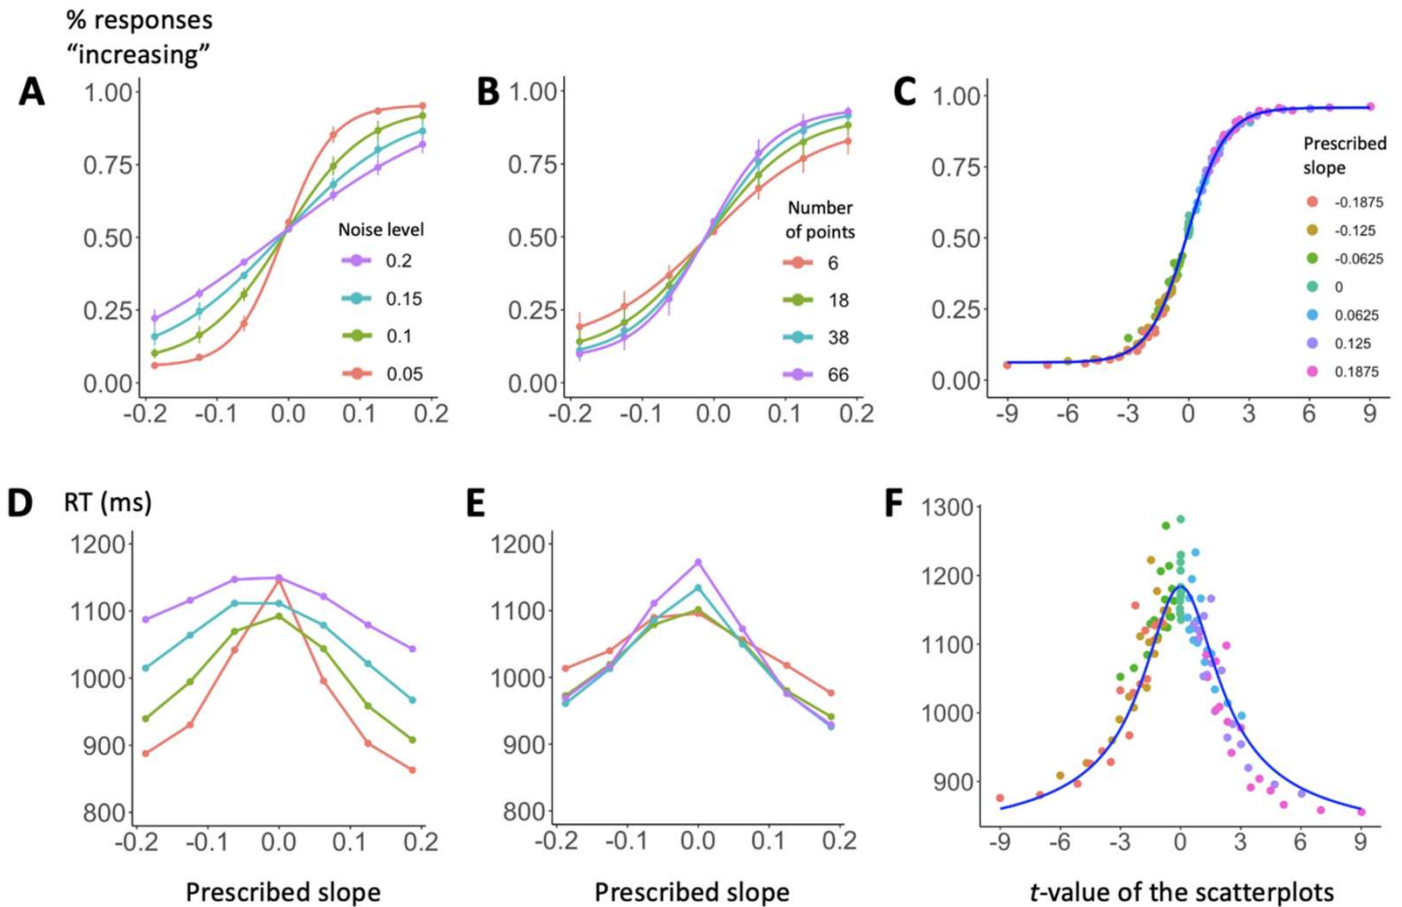 % responses
“increasing”
A
1.00
0.75
0.50
0.25
0.00
-0.2 -0.1 0.0 0.1 0.2
Noise level
0.2
0.15
0.1
0.05
B
1.00
0.75
0.50
0.25
0.00
-0.2 -0.1 0.0 0.1 0.2
Number
of points
6
18
38
66
C
1.00
0.75
0.50
0.25
0.00
-9 -6 -3 0 3 6 9
Prescribed
slope
-0.1875
-0.125
-0.0625
0
0.0625
0.125
0.1875
D
RT (ms)
1200
1100
1000
900
800
-0.2 -0.1 0.0 0.1 0.2
Prescribed slope
E
1200
1100
1000
900
800
-0.2 -0.1 0.0 0.1 0.2
Prescribed slope
F
1300
1200
1100
1000
900
-9 -6 -3 0 3 6 9
t-value of the scatterplots